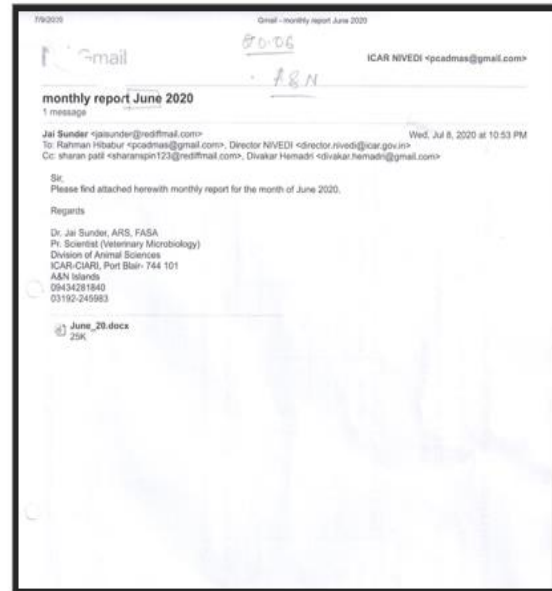 7/9/2020 Gmail - monthly report June 2020
20.06
Gmail ICAR NIVEDI <pcadmas@gmail.com>
A&N
monthly report June 2020
1 message
Jai Sunder <jaisunder@rediffmail.com> Wed, Jul 8, 2020 at 10:53 PM
To: Rahman Hibabur <pcadmas@gmail.com>, Director NIVEDI <director.nivedi@icar.gov.in>
Cc: sharan patil <sharanspin123@rediffmail.com>, Divakar Hemadri <divakar.hemadri@gmail.com>
Sir,
Please find attached herewith monthly report for the month of June 2020.
Regards
Dr. Jai Sunder, ARS, FASA
Pr. Scientist (Veterinary Microbiology)
Division of Animal Sciences
ICAR-CIARI, Port Blair- 744 101
A&N Islands
09434281840
03192-245983
June_20.docx
25K